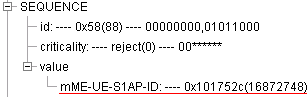 SEQUENCE
id: ---- 0x58(88) ---- 00000000,01011000
criticality: ---- reject(0) ---- 00******
value
mME-UE-S1AP-ID: ---- 0x101752c(16872748)